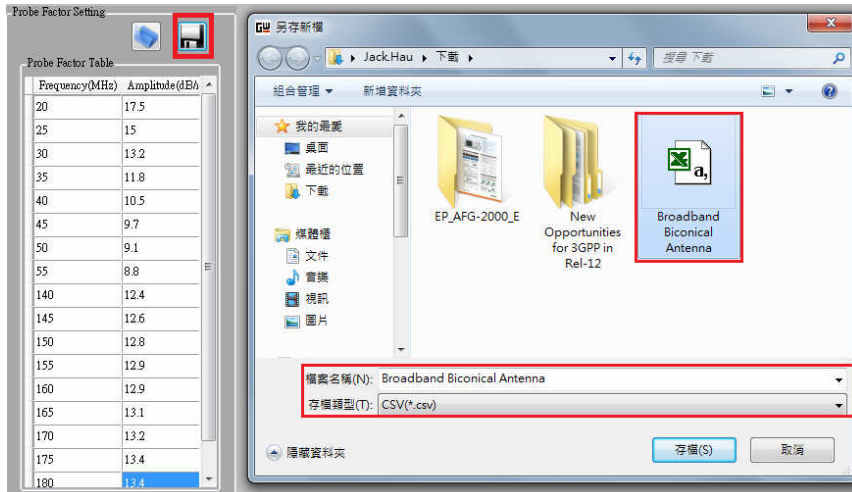 Probe Factor Setting
Probe Factor Table
Frequency(MHz) Amplitude(dB/
20 17.5
25 15
30 13.2
35 11.8
40 10.5
45 9.7
50 9.1
55 8.8
140 12.4
145 12.6
150 12.8
155 12.9
160 12.9
165 13.1
170 13.2
175 13.4
180 13.4
GW 另存新檔
Jack.Hau 下載
搜尋 下載
組合管理 新增資料夾
我的最愛
桌面
最近的位置
下載
媒體櫃
文件
音樂
視訊
圖片
EP_AFG-2000_E
New
Opportunities
for 3GPP in
Rel-12
a,
Broadband
Biconical
Antenna
檔案名稱(N): Broadband Biconical Antenna
存檔類型(T): CSV(*.csv)
隱藏資料夾
存檔(S)
取消